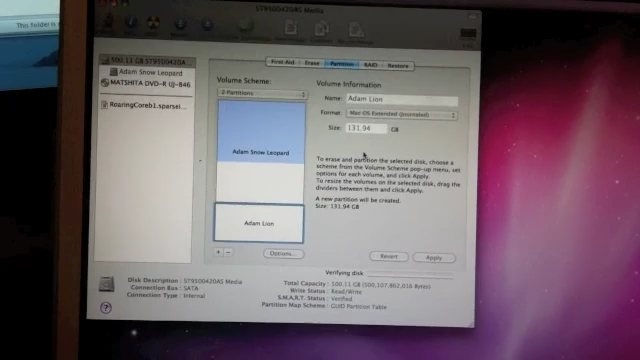 This folder is
ST9500420AS Media
500.11 GB ST9500420A
Adam Snow Leopard
MATSHITA DVD-R UJ-846
RoaringCoreb1.sparsei...
First Aid Erase Partition RAID Restore
Volume Scheme:
2 Partitions
Adam Snow Leopard
Adam Lion
+ −
Options...
Volume Information
Name: Adam Lion
Format: Mac OS Extended (Journaled)
Size: 131.94 GB
To erase and partition the selected disk, choose a
scheme from the Volume Scheme pop-up menu, set
options for each volume, and click Apply.
To resize the volumes on the selected disk, drag the
dividers between them and click Apply.
A new partition will be created.
Size: 131.94 GB
Revert Apply
Verifying disk
Disk Description : ST9500420AS Media
Connection Bus : SATA
Connection Type : Internal
Total Capacity : 500.11 GB (500,107,862,016 Bytes)
Write Status : Read/Write
S.M.A.R.T. Status : Verified
Partition Map Scheme : GUID Partition Table
?